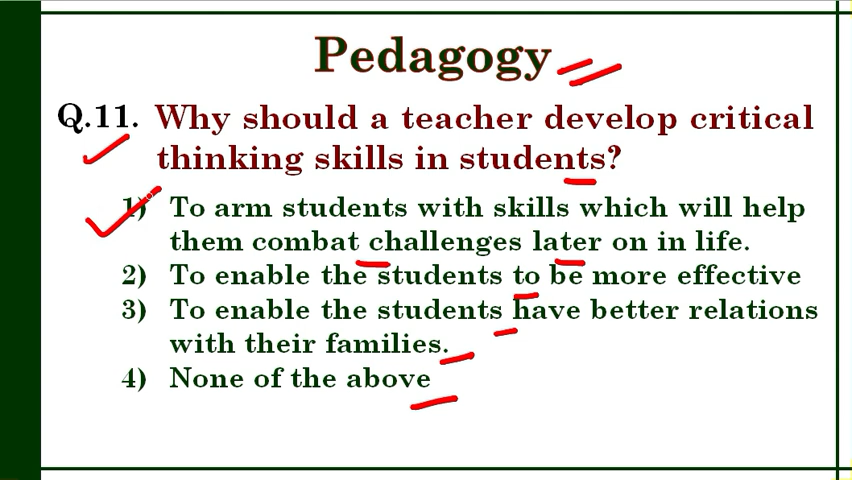 Pedagogy
Q.11. Why should a teacher develop critical
thinking skills in students?
1) To arm students with skills which will help
them combat challenges later on in life.
2) To enable the students to be more effective
3) To enable the students have better relations
with their families.
4) None of the above